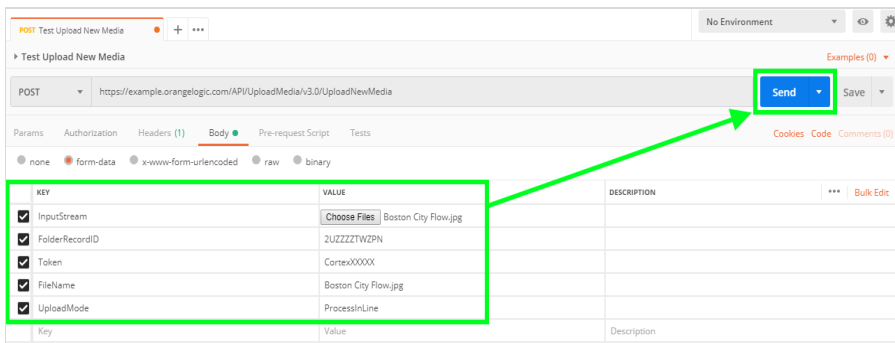 POST Test Upload New Media + ••• No Environment
Test Upload New Media Examples (0)
POST https://example.orangelogic.com/API/UploadMedia/v3.0/UploadNewMedia Send Save
Params Authorization Headers (1) Body Pre-request Script Tests Cookies Code Comments (0)
none form-data x-www-form-urlencoded raw binary
KEY VALUE DESCRIPTION ••• Bulk Edit
InputStream Choose Files Boston City Flow.jpg
FolderRecordID 2UZZZZTWZPN
Token CortexXXXXX
FileName Boston City Flow.jpg
UploadMode ProcessInLine
Key Value Description